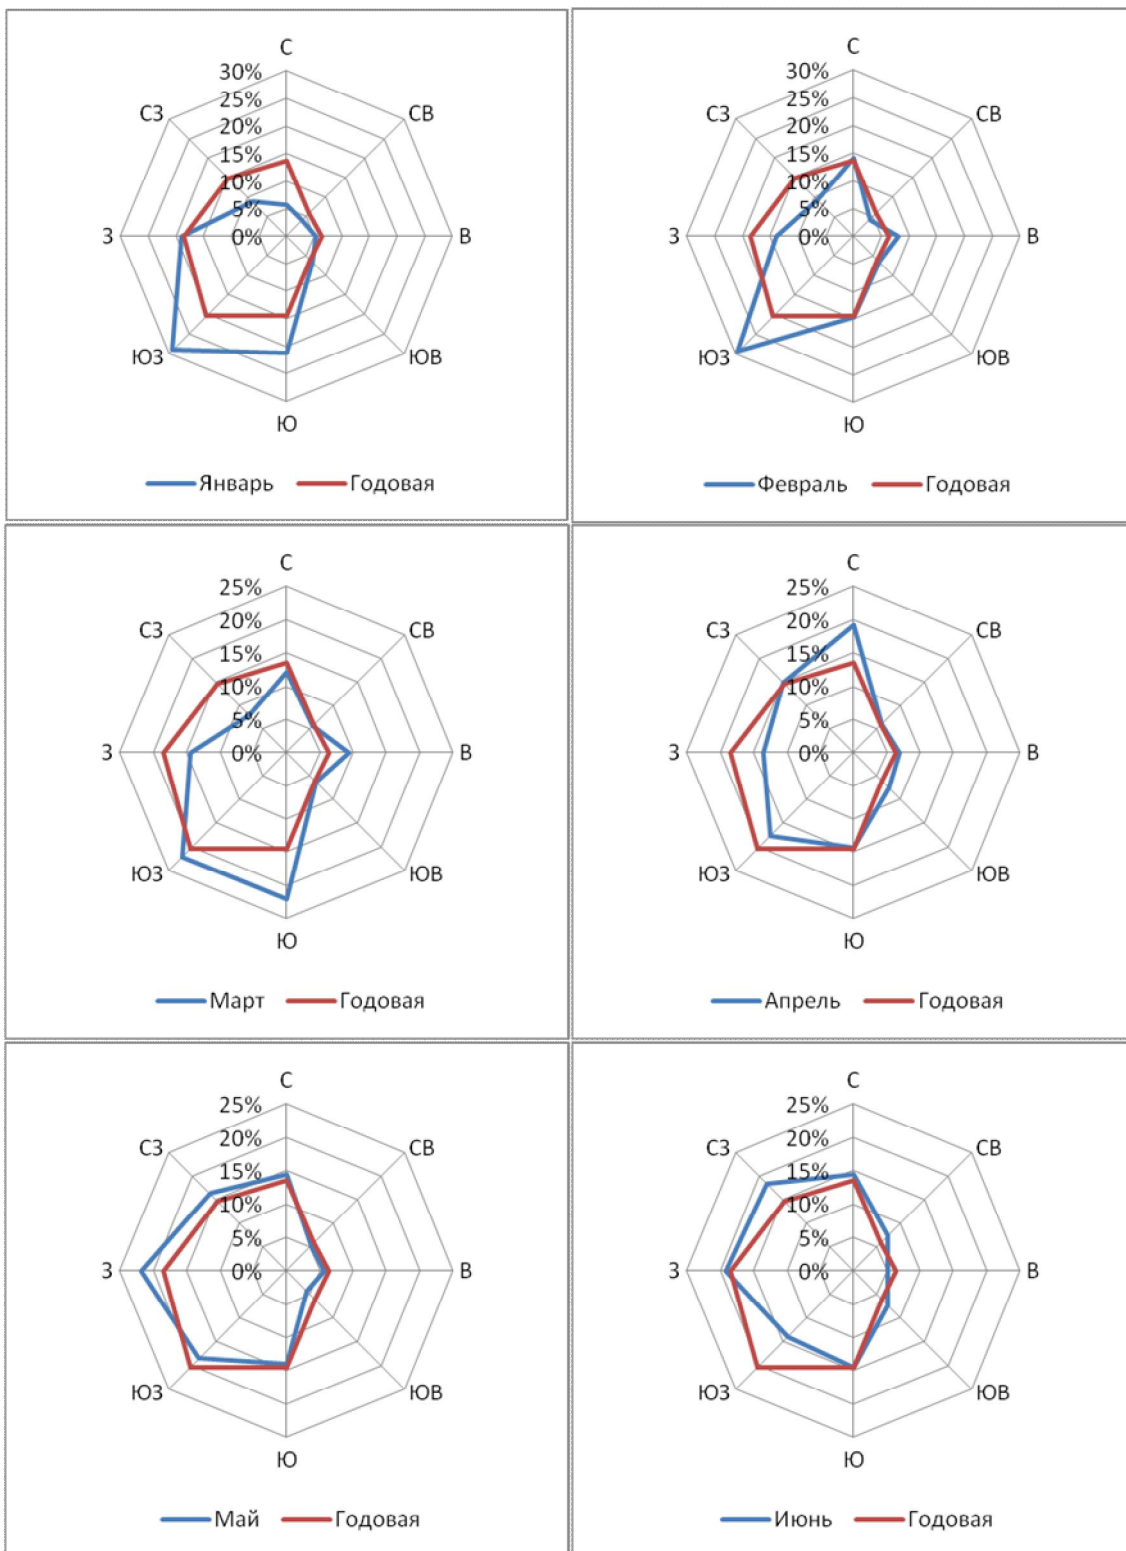 С
30%
СЗ
СВ
25%
20%
15%
10%
5%
З
0%
В
ЮЗ
ЮВ
Ю
Январь Годовая
С
30%
СЗ
СВ
25%
20%
15%
10%
5%
З
0%
В
ЮЗ
ЮВ
Ю
Февраль Годовая
С
25%
СЗ
СВ
20%
15%
10%
5%
З
0%
В
ЮЗ
ЮВ
Ю
Март Годовая
С
25%
СЗ
СВ
20%
15%
10%
5%
З
0%
В
ЮЗ
ЮВ
Ю
Апрель Годовая
С
25%
СЗ
СВ
20%
15%
10%
5%
З
0%
В
ЮЗ
ЮВ
Ю
Май Годовая
С
25%
СЗ
СВ
20%
15%
10%
5%
З
0%
В
ЮЗ
ЮВ
Ю
Июнь Годовая